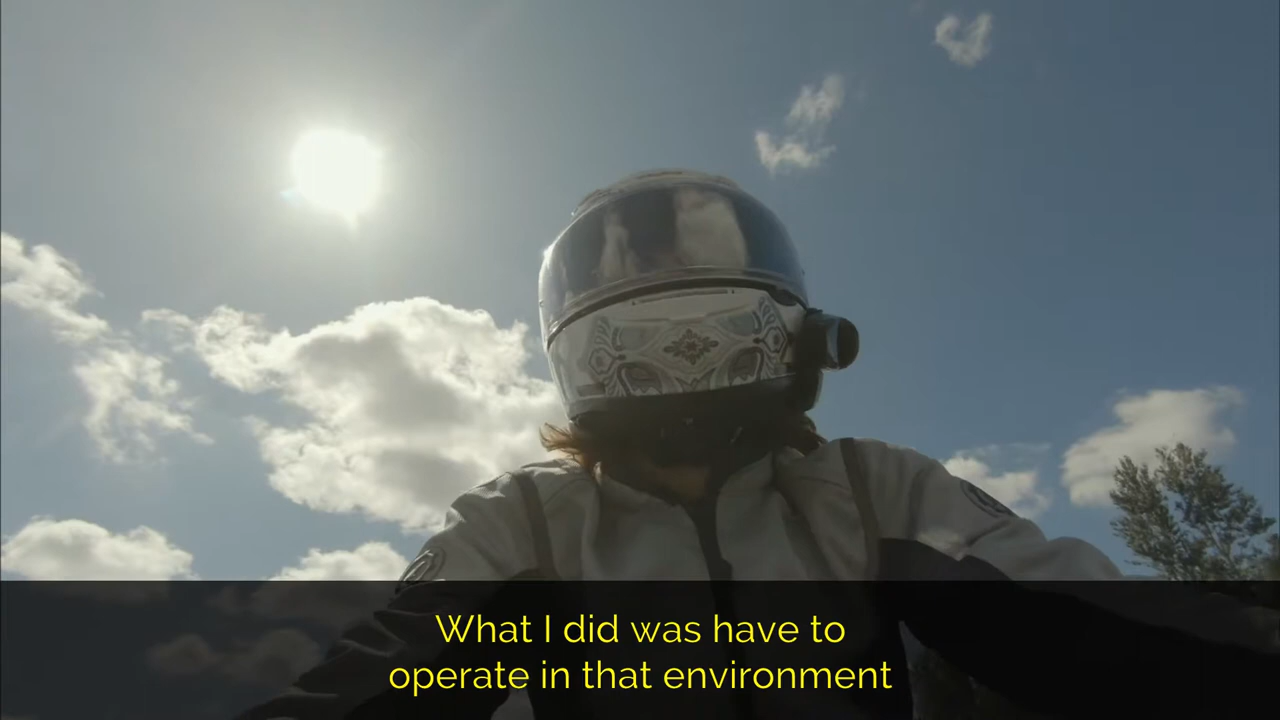 What I did was have to
operate in that environment